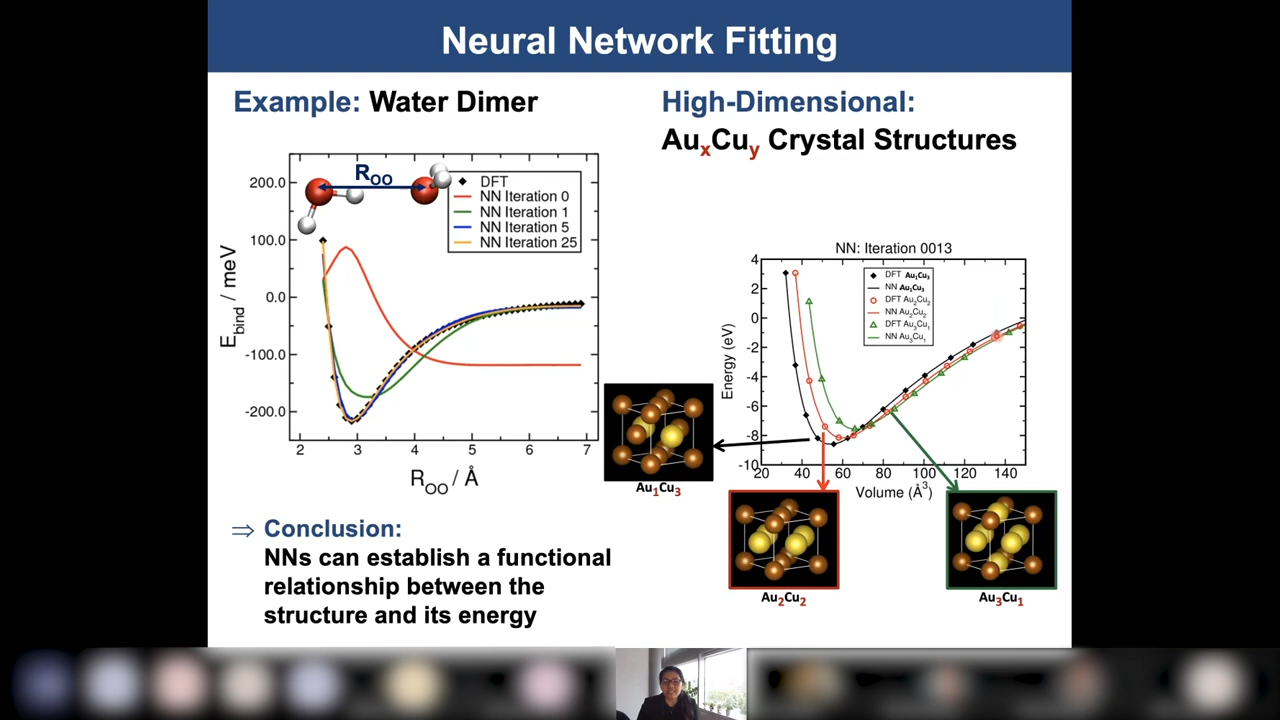 Neural Network Fitting
Example: Water Dimer
High-Dimensional:
AuxCuy Crystal Structures
ROO
DFT
NN Iteration 0
NN Iteration 1
NN Iteration 5
NN Iteration 25
200.0
100.0
0.0
-100.0
-200.0
Ebind / meV
2 3 4 5 6 7
ROO / Å
NN: Iteration 0013
DFT Au1Cu3
NN Au1Cu3
DFT Au2Cu2
NN Au2Cu2
DFT Au3Cu1
NN Au3Cu1
4
2
0
-2
-4
-6
-8
-10
Energy (eV)
20 40 60 80 100 120 140
Volume (Å3)
Au1Cu3
Au2Cu2
Au3Cu1
⇒ Conclusion:
NNs can establish a functional
relationship between the
structure and its energy